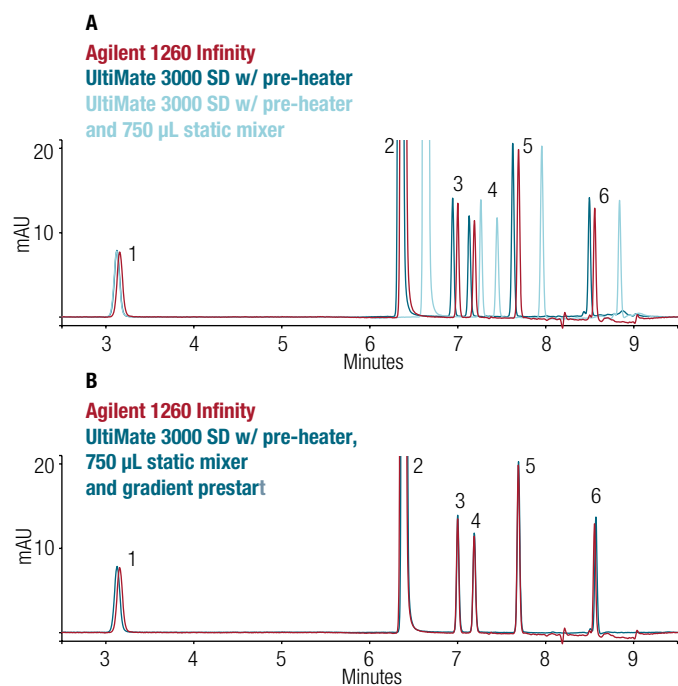 A
Agilent 1260 Infinity
UltiMate 3000 SD w/ pre-heater
UltiMate 3000 SD w/ pre-heater
and 750 µL static mixer
20
2
5
3
4
6
mAU
10
1
3
4
5
6
7
8
9
Minutes
B
Agilent 1260 Infinity
UltiMate 3000 SD w/ pre-heater,
750 µL static mixer
and gradient prestart
20
2
5
3
4
6
mAU
10
1
3
4
5
6
7
8
9
Minutes